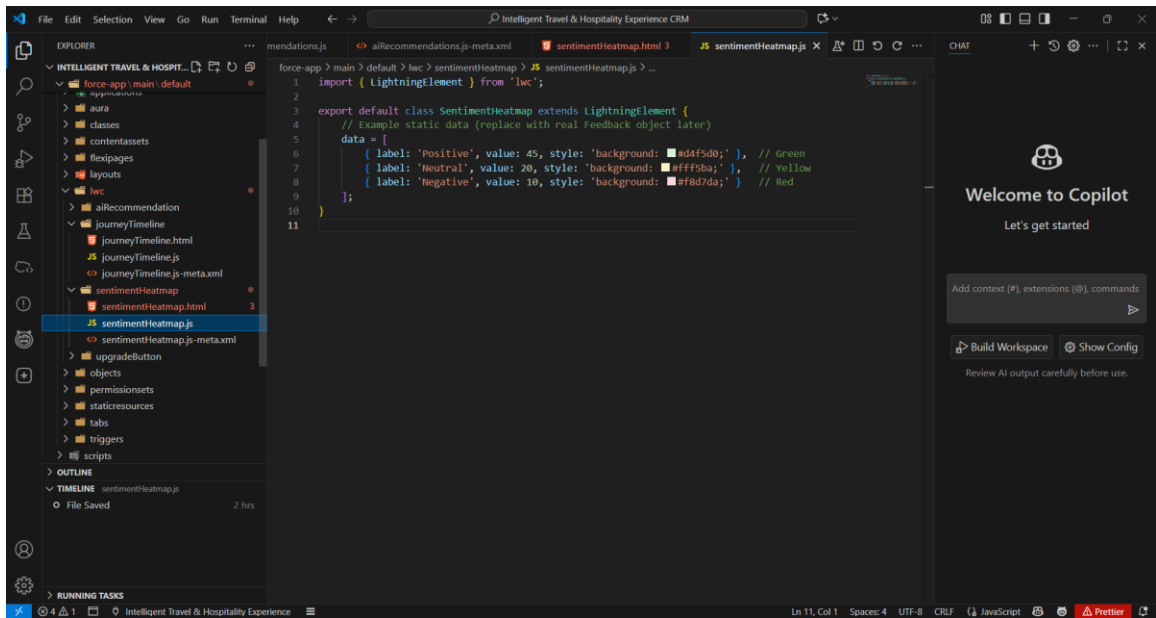 File Edit Selection View Go Run Terminal Help
Intelligent Travel & Hospitality Experience CRM
EXPLORER
INTELLIGENT TRAVEL & HOSPIT...
force-app \ main \ default
applications
aura
classes
contentassets
flexipages
layouts
lwc
aiRecommendation
journeyTimeline
journeyTimeline.html
JS journeyTimeline.js
journeyTimeline.js-meta.xml
sentimentHeatmap
sentimentHeatmap.html 3
JS sentimentHeatmap.js
sentimentHeatmap.js-meta.xml
upgradeButton
objects
permissionsets
staticresources
tabs
triggers
scripts
OUTLINE
TIMELINE sentimentHeatmap.js
File Saved 2 hrs
RUNNING TASKS
mendations.js aiRecommendations.js-meta.xml sentimentHeatmap.html 3 JS sentimentHeatmap.js
force-app > main > default > lwc > sentimentHeatmap > JS sentimentHeatmap.js > ...
1 import { LightningElement } from 'lwc';
2
3 export default class SentimentHeatmap extends LightningElement {
4 // Example static data (replace with real Feedback object later)
5 data = [
6 { label: 'Positive', value: 45, style: 'background: #d4f5d0;' }, // Green
7 { label: 'Neutral', value: 20, style: 'background: #fff5ba;' }, // Yellow
8 { label: 'Negative', value: 10, style: 'background: #f8d7da;' } // Red
9 ];
10 }
11
CHAT
Welcome to Copilot
Let's get started
Add context (#), extensions (@), commands
Build Workspace Show Config
Review AI output carefully before use.
4 1 Intelligent Travel & Hospitality Experience Ln 11, Col 1 Spaces: 4 UTF-8 CRLF JavaScript Prettier